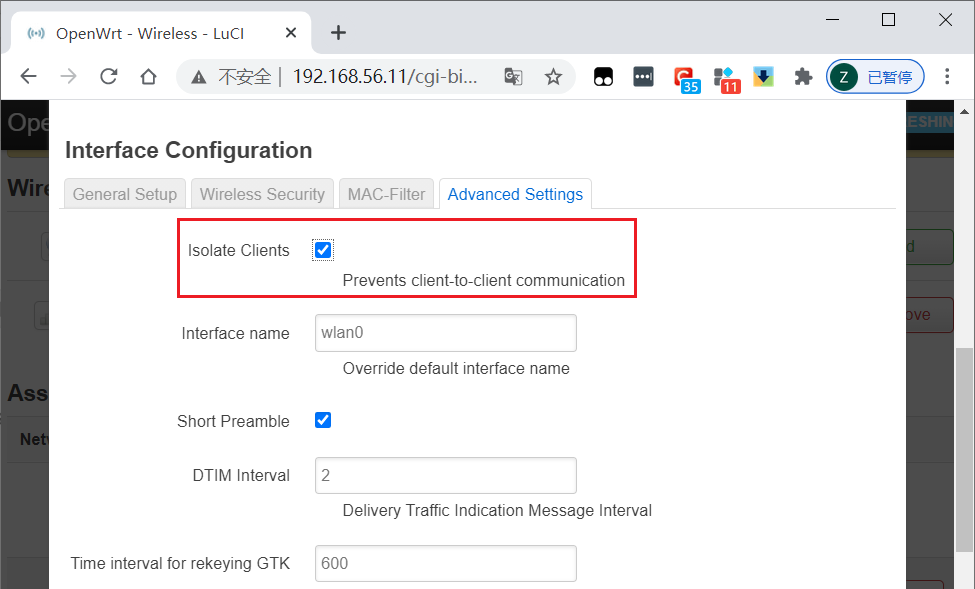 OpenWrt - Wireless - LuCI
不安全 | 192.168.56.11/cgi-bi...
35
11
Z 已暂停
Ope
ESHIN
Interface Configuration
Wire
General Setup
Wireless Security
MAC-Filter
Advanced Settings
Isolate Clients
d
Prevents client-to-client communication
Interface name
wlan0
ove
Override default interface name
Ass
Short Preamble
Net
DTIM Interval
2
Delivery Traffic Indication Message Interval
Time interval for rekeying GTK
600